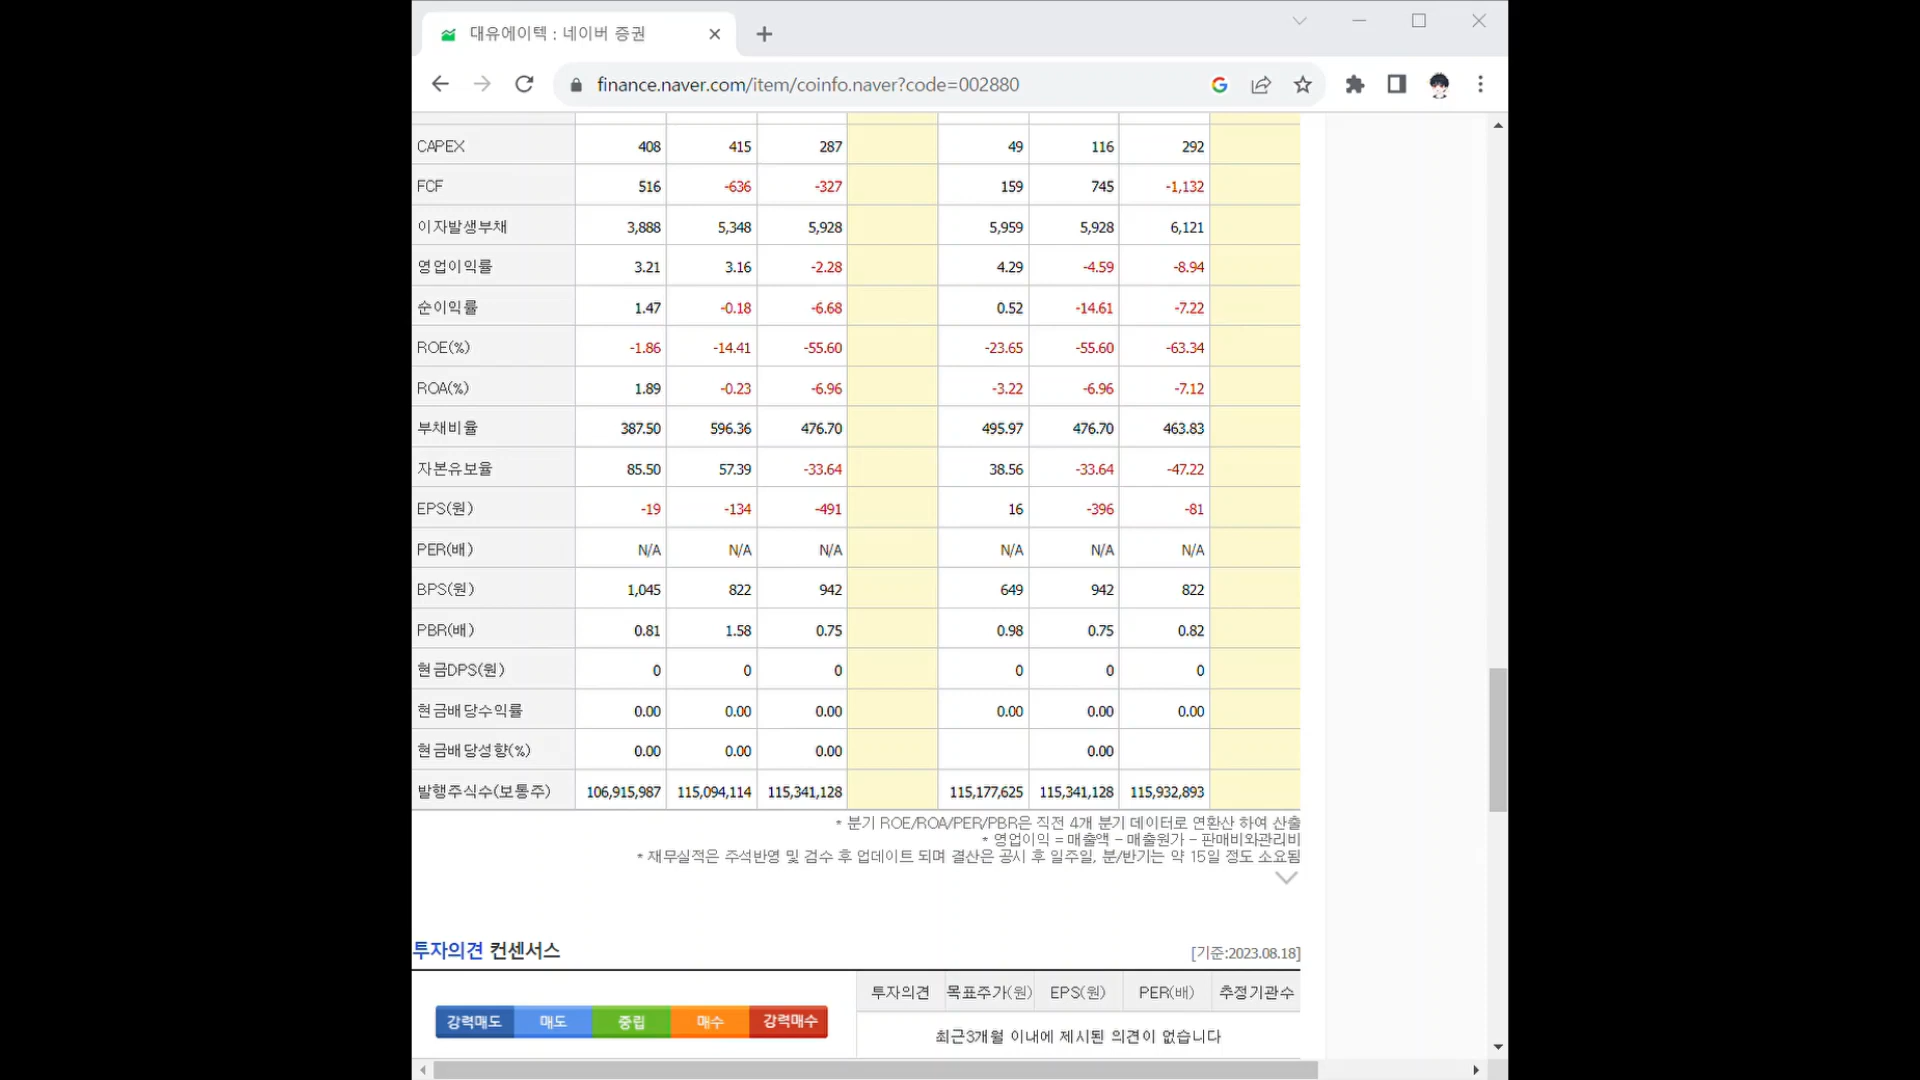 대유에이텍 : 네이버 증권
finance.naver.com/item/coinfo.naver?code=002880
CAPEX 408 415 287 49 116 292
FCF 516 -636 -327 159 745 -1,132
이자발생부채 3,888 5,348 5,928 5,959 5,928 6,121
영업이익률 3.21 3.16 -2.28 4.29 -4.59 -8.94
순이익률 1.47 -0.18 -6.68 0.52 -14.61 -7.22
ROE(%) -1.86 -14.41 -55.60 -23.65 -55.60 -63.34
ROA(%) 1.89 -0.23 -6.96 -3.22 -6.96 -7.12
부채비율 387.50 596.36 476.70 495.97 476.70 463.83
자본유보율 85.50 57.39 -33.64 38.56 -33.64 -47.22
EPS(원) -19 -134 -491 16 -396 -81
PER(배) N/A N/A N/A N/A N/A N/A
BPS(원) 1,045 822 942 649 942 822
PBR(배) 0.81 1.58 0.75 0.98 0.75 0.82
현금DPS(원) 0 0 0 0 0 0
현금배당수익률 0.00 0.00 0.00 0.00 0.00 0.00
현금배당성향(%) 0.00 0.00 0.00 0.00
발행주식수(보통주) 106,915,987 115,094,114 115,341,128 115,177,625 115,341,128 115,932,893
* 분기 ROE/ROA/PER/PBR은 직전 4개 분기 데이터로 연환산 하여 산출
* 영업이익 = 매출액 - 매출원가 - 판매비와관리비
* 재무실적은 주석반영 및 검수 후 업데이트 되며 결산은 공시 후 일주일, 분/반기는 약 15일 정도 소요됨
투자의견 컨센서스 [기준:2023.08.18]
투자의견 목표주가(원) EPS(원) PER(배) 추정기관수
강력매도 매도 중립 매수 강력매수
최근3개월 이내에 제시된 의견이 없습니다